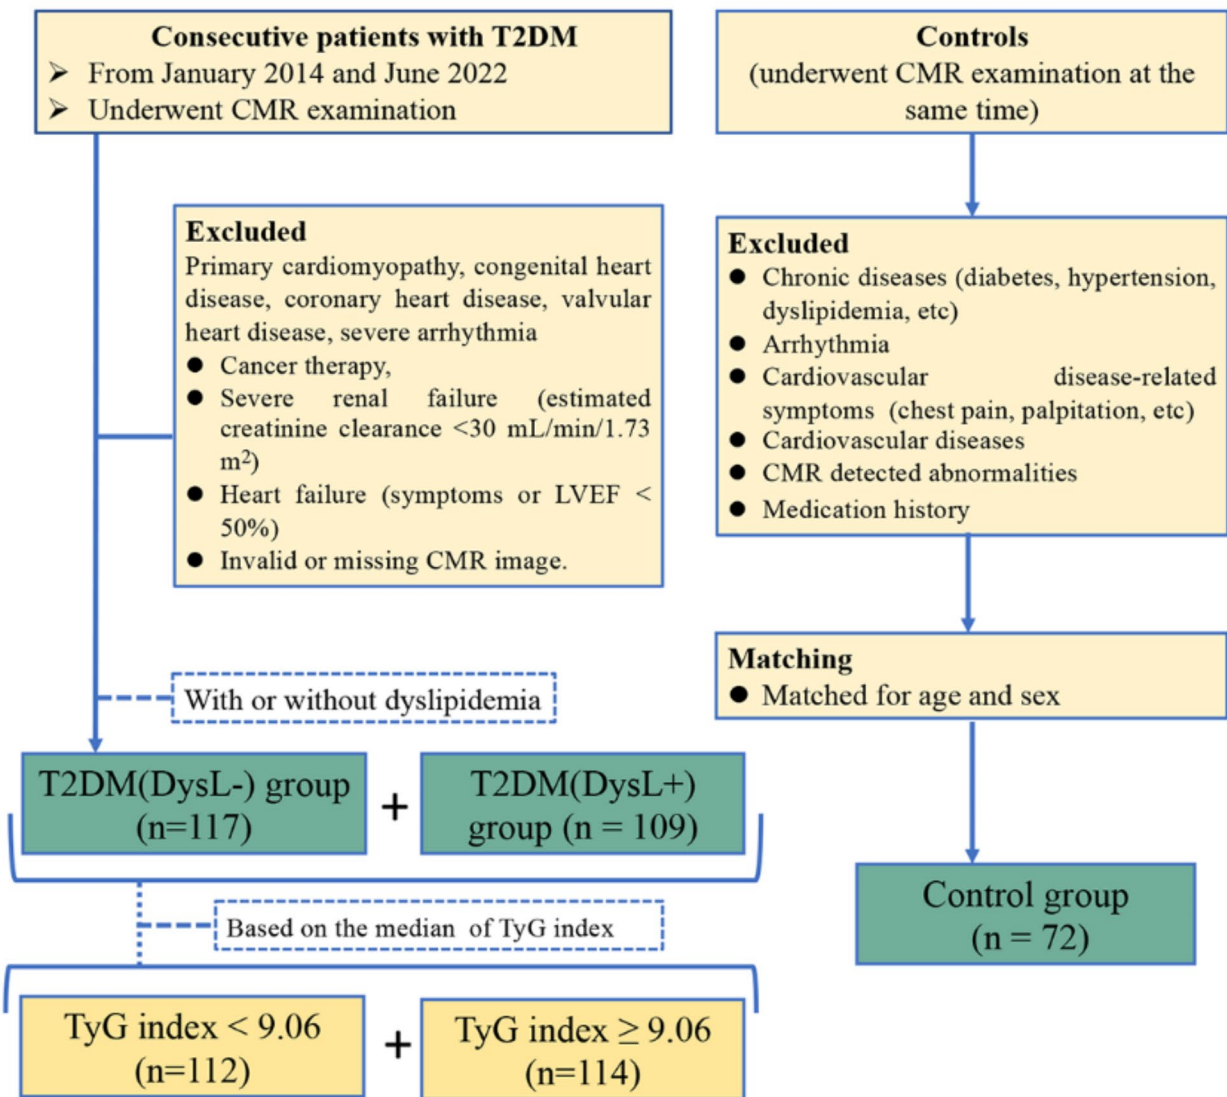 Consecutive patients with T2DM
➢ From January 2014 and June 2022
➢ Underwent CMR examination
Controls
(underwent CMR examination at the
same time)
Excluded
Primary cardiomyopathy, congenital heart
disease, coronary heart disease, valvular
heart disease, severe arrhythmia
● Cancer therapy,
● Severe renal failure (estimated
creatinine clearance <30 mL/min/1.73
m²)
● Heart failure (symptoms or LVEF <
50%)
● Invalid or missing CMR image.
Excluded
● Chronic diseases (diabetes, hypertension,
dyslipidemia, etc)
● Arrhythmia
● Cardiovascular disease-related
symptoms (chest pain, palpitation, etc)
● Cardiovascular diseases
● CMR detected abnormalities
● Medication history
Matching
● Matched for age and sex
With or without dyslipidemia
T2DM(DysL-) group
(n=117)
+
T2DM(DysL+)
group (n = 109)
Control group
(n = 72)
Based on the median of TyG index
TyG index < 9.06
(n=112)
+
TyG index ≥ 9.06
(n=114)